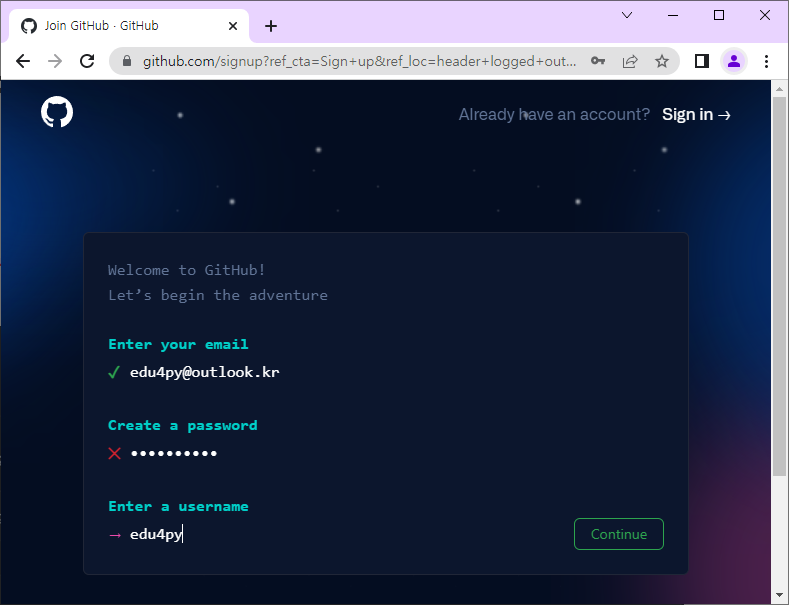 Join GitHub · GitHub
github.com/signup?ref_cta=Sign+up&ref_loc=header+logged+out...
Already have an account? Sign in →
Welcome to GitHub!
Let’s begin the adventure
Enter your email
✓ edu4py@outlook.kr
Create a password
✕ ••••••••••
Enter a username
→ edu4py
Continue